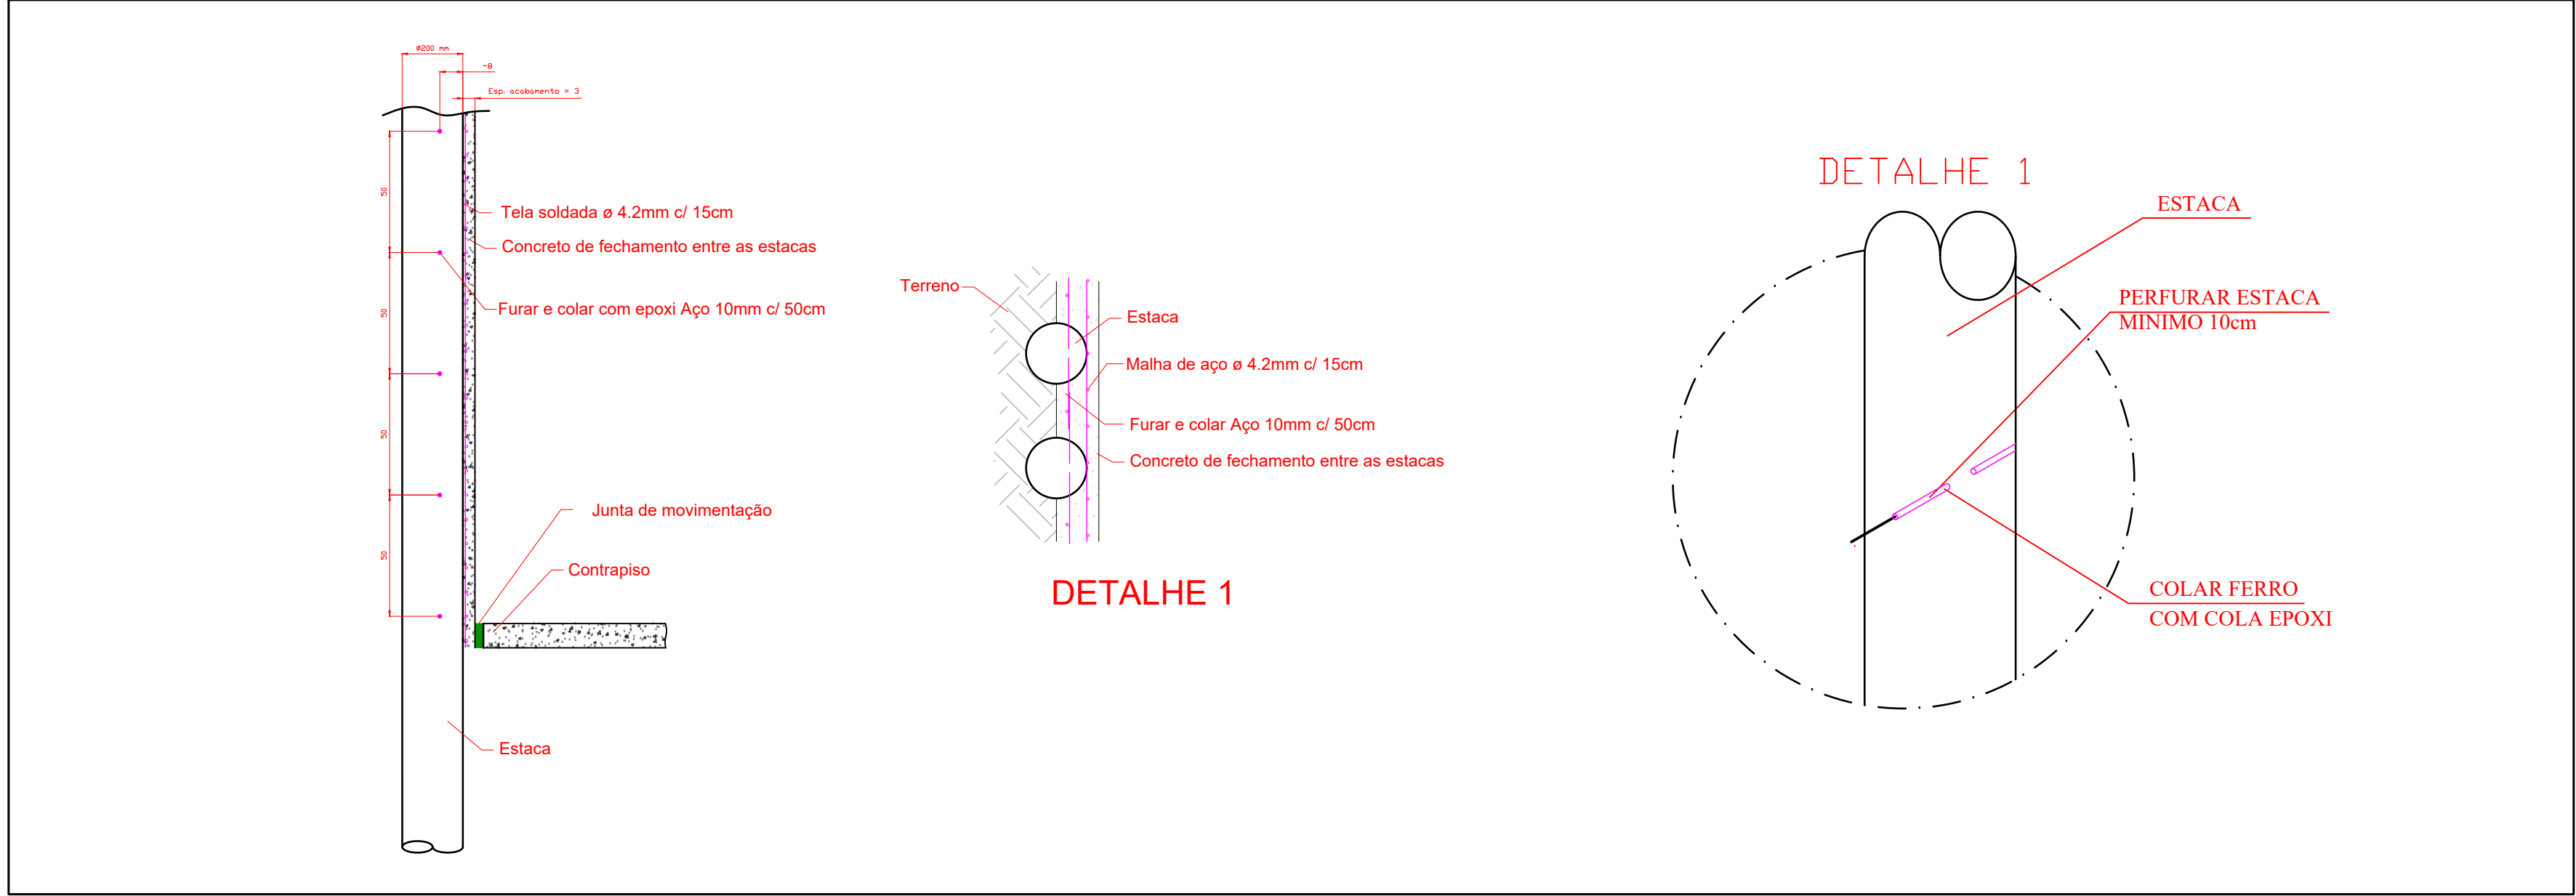 Ø200 mm
~8
Esp. acabamento = 3
50
50
50
50
Tela soldada ø 4.2mm c/ 15cm
Concreto de fechamento entre as estacas
Furar e colar com epoxi Aço 10mm c/ 50cm
Junta de movimentação
Contrapiso
Estaca
Terreno
Estaca
Malha de aço ø 4.2mm c/ 15cm
Furar e colar Aço 10mm c/ 50cm
Concreto de fechamento entre as estacas
DETALHE 1
DETALHE 1
ESTACA
PERFURAR ESTACA
MINIMO 10cm
COLAR FERRO
COM COLA EPOXI